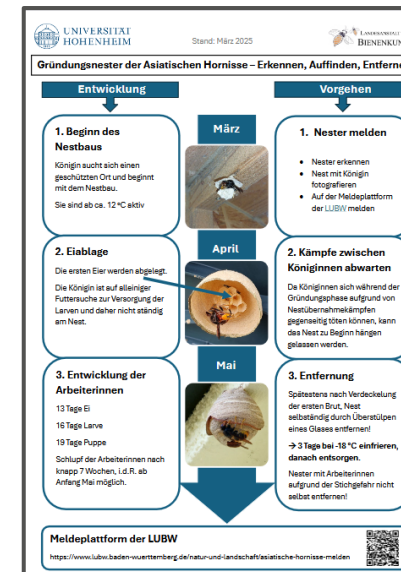 UNIVERSITÄT
HOHENHEIM
Stand: März 2025
BIENENKUN
Gründungsnester der Asiatischen Hornisse – Erkennen, Auffinden, Entferne
Entwicklung
Vorgehen
1. Beginn des
Nestbaus
Königin sucht sich einen
geschützten Ort und beginnt
mit dem Nestbau.
Sie sind ab ca. 12 °C aktiv
März
1. Nester melden
• Nester erkennen
• Nest mit Königin
fotografieren
• Auf der Meldeplattform
der LUBW melden
2. Eiablage
Die ersten Eier werden abgelegt.
Die Königin ist auf alleiniger
Futtersuche zur Versorgung der
Larven und daher nicht ständig
am Nest.
April
2. Kämpfe zwischen
Königinnen abwarten
Da Königinnen sich während der
Gründungsphase aufgrund von
Nestübernahmekämpfen
gegenseitig töten können, kann
das Nest zu Beginn hängen
gelassen werden.
3. Entwicklung der
Arbeiterinnen
13 Tage Ei
16 Tage Larve
19 Tage Puppe
Schlupf der Arbeiterinnen nach
knapp 7 Wochen, i.d.R. ab
Anfang Mai möglich.
Mai
3. Entfernung
Spätestens nach Verdeckelung
der ersten Brut, Nest
selbständig durch Überstülpen
eines Glases entfernen!
→ 3 Tage bei -18 °C einfrieren,
danach entsorgen.
Nester mit Arbeiterinnen
aufgrund der Stichgefahr nicht
selbst entfernen!
Meldeplattform der LUBW
https://www.lubw.baden-wuerttemberg.de/natur-und-landschaft/asiatische-hornisse-melden